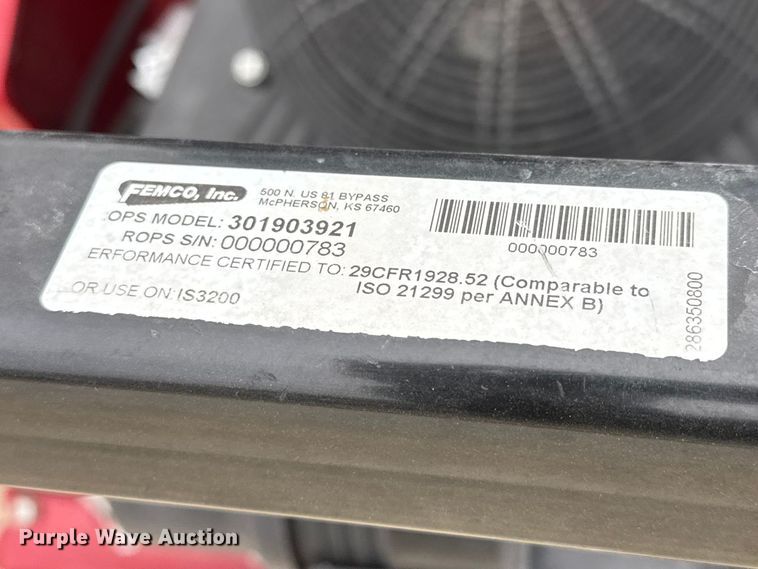 FEMCO, Inc.
500 N. US 81 BYPASS
McPHERSON, KS 67460
OPS MODEL: 301903921
ROPS S/N: 000000783
ERFORMANCE CERTIFIED TO: 29CFR1928.52 (Comparable to
ISO 21299 per ANNEX B)
OR USE ON: IS3200
000000783
286350800
Purple Wave Auction